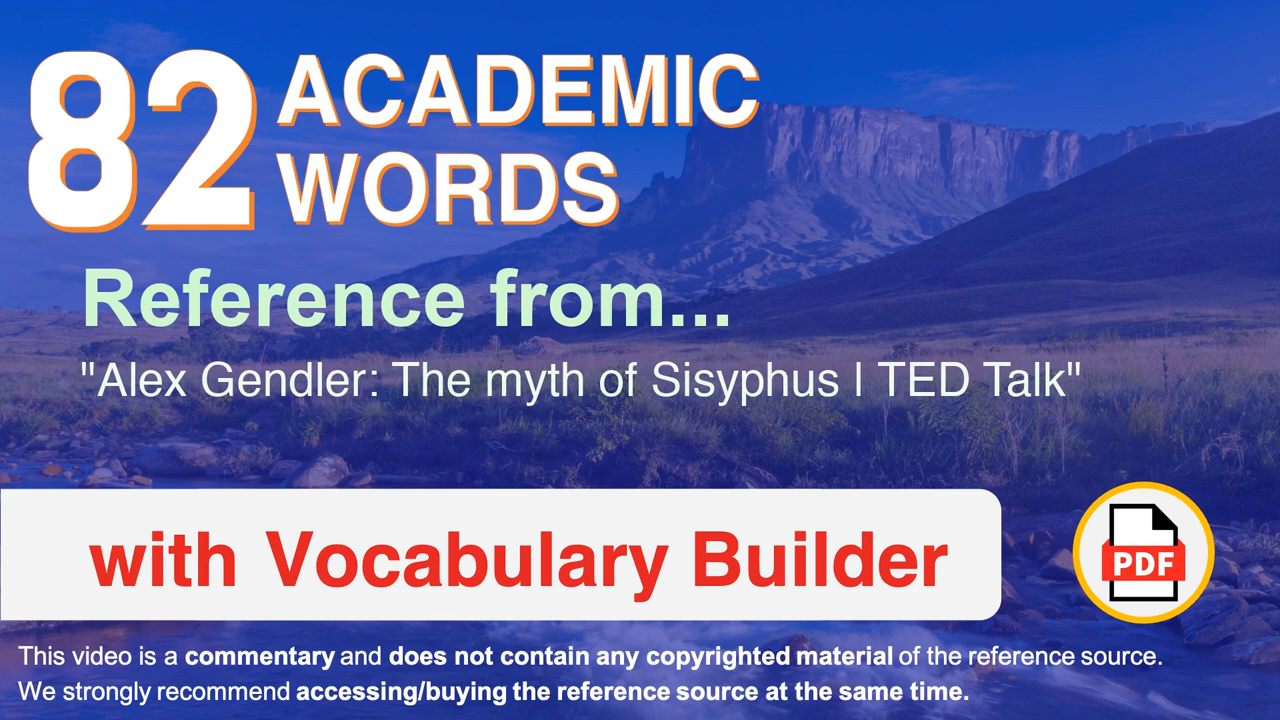 82 ACADEMIC
WORDS
Reference from...
"Alex Gendler: The myth of Sisyphus | TED Talk"
with Vocabulary Builder
PDF
This video is a commentary and does not contain any copyrighted material of the reference source.
We strongly recommend accessing/buying the reference source at the same time.